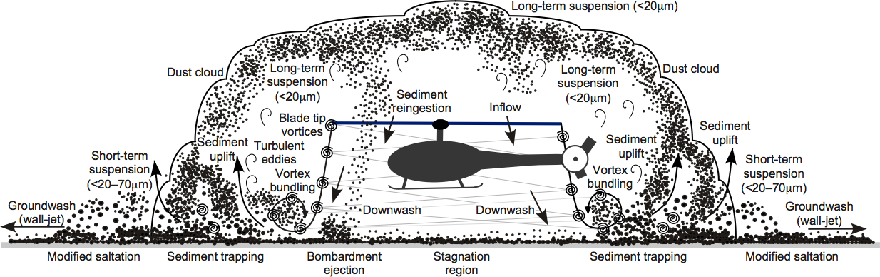 Long-term suspension (<20μm)
Dust cloud
Long-term
suspension
(<20μm)
Sediment
reingestion
Inflow
Long-term
suspension
(<20μm)
Dust cloud
Blade tip
vortices
Sediment
uplift
Turbulent
eddies
Vortex
bundling
Short-term
suspension
(<20–70μm)
Groundwash
(wall-jet)
Downwash
Downwash
Sediment
uplift
Vortex
bundling
Sediment
uplift
Short-term
suspension
(<20–70μm)
Groundwash
(wall-jet)
Modified saltation
Sediment trapping
Bombardment
ejection
Stagnation
region
Sediment trapping
Modified saltation